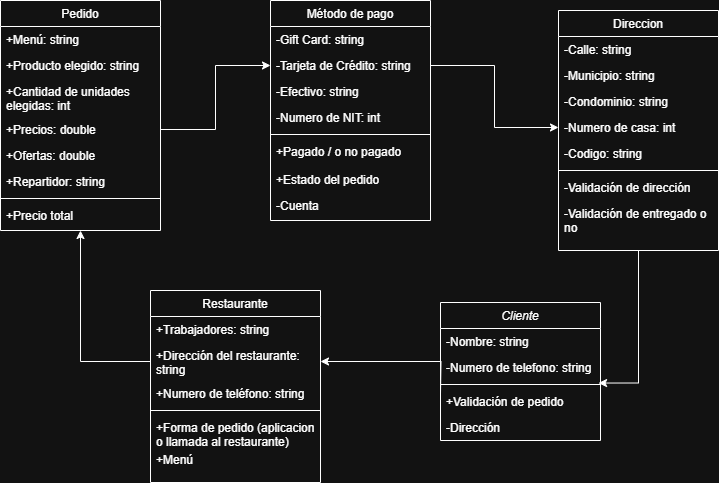 Pedido
+Menú: string
+Producto elegido: string
+Cantidad de unidades
elegidas: int
+Precios: double
+Ofertas: double
+Repartidor: string
+Precio total
Método de pago
-Gift Card: string
-Tarjeta de Crédito: string
-Efectivo: string
-Numero de NIT: int
+Pagado / o no pagado
+Estado del pedido
-Cuenta
Direccion
-Calle: string
-Municipio: string
-Condominio: string
-Numero de casa: int
-Codigo: string
-Validación de dirección
-Validación de entregado o
no
Restaurante
+Trabajadores: string
+Dirección del restaurante:
string
+Numero de teléfono: string
+Forma de pedido (aplicacion
o llamada al restaurante)
+Menú
Cliente
-Nombre: string
-Numero de telefono: string
+Validación de pedido
-Dirección